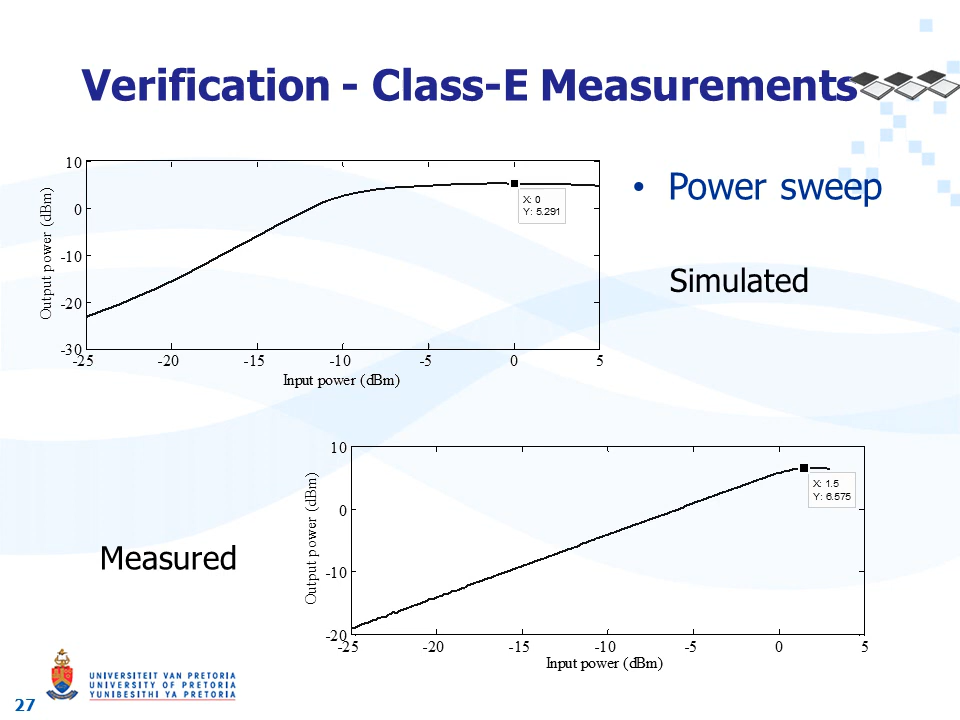 Verification - Class-E Measurements
• Power sweep
Simulated
Output power (dBm)
10
0
-10
-20
-30
-25 -20 -15 -10 -5 0 5
Input power (dBm)
X: 0
Y: 5.291
Measured
Output power (dBm)
10
0
-10
-20
-25 -20 -15 -10 -5 0 5
Input power (dBm)
X: 1.5
Y: 6.575
UNIVERSITEIT VAN PRETORIA
UNIVERSITY OF PRETORIA
YUNIBESITHI YA PRETORIA
27